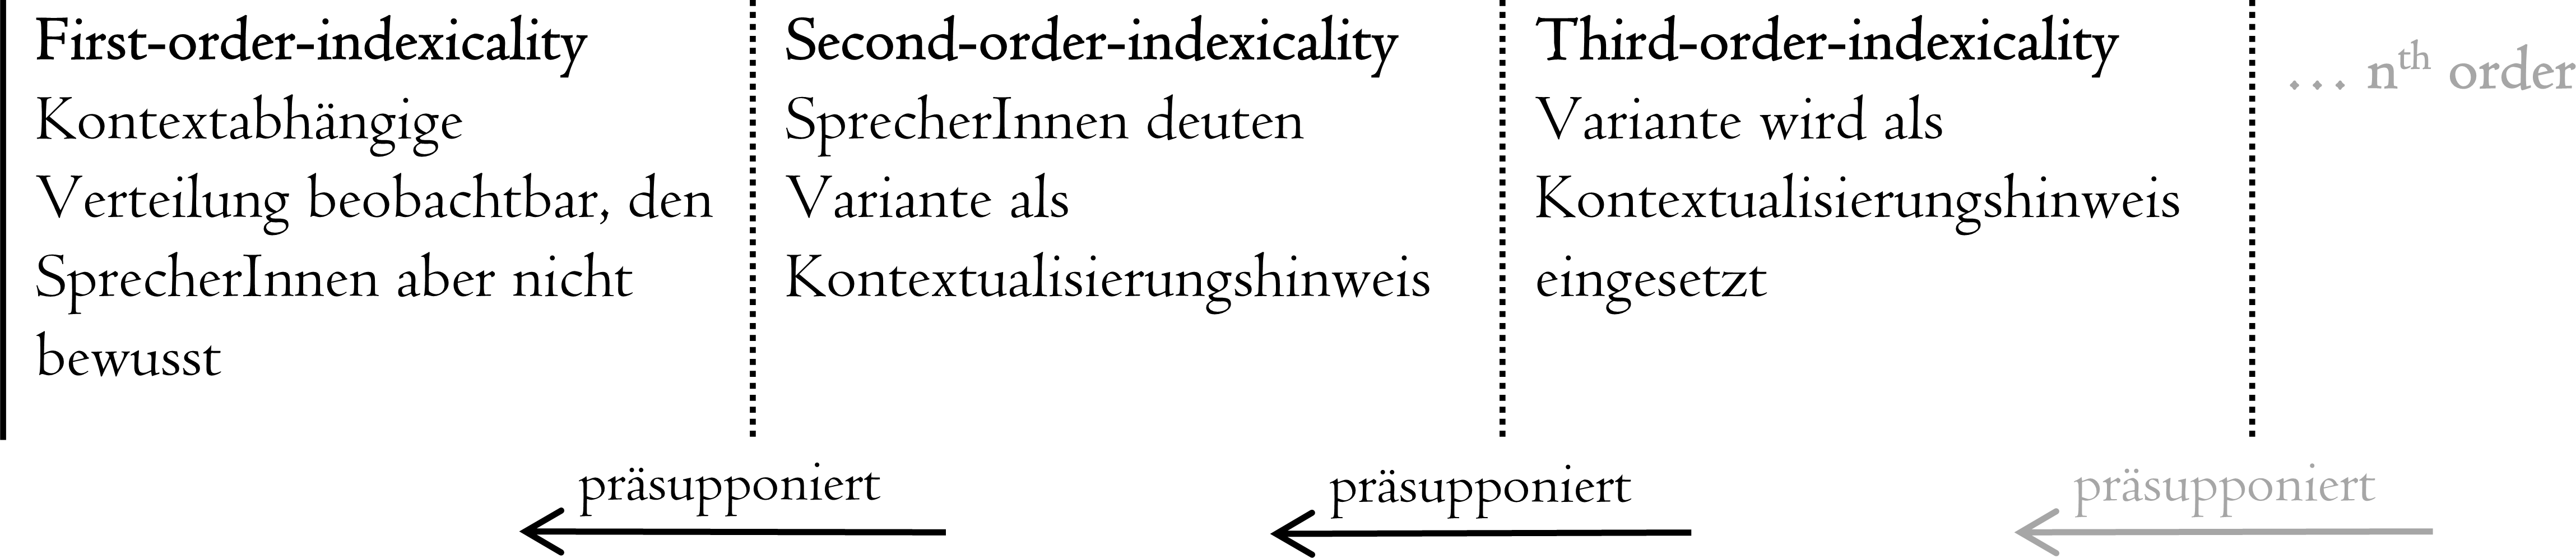 First-order-indexicality
Kontextabhängige
Verteilung beobachtbar, den
SprecherInnen aber nicht
bewusst
Second-order-indexicality
SprecherInnen deuten
Variante als
Kontextualisierungshinweis
Third-order-indexicality
Variante wird als
Kontextualisierungshinweis
eingesetzt
... nth order
präsupponiert
präsupponiert
präsupponiert